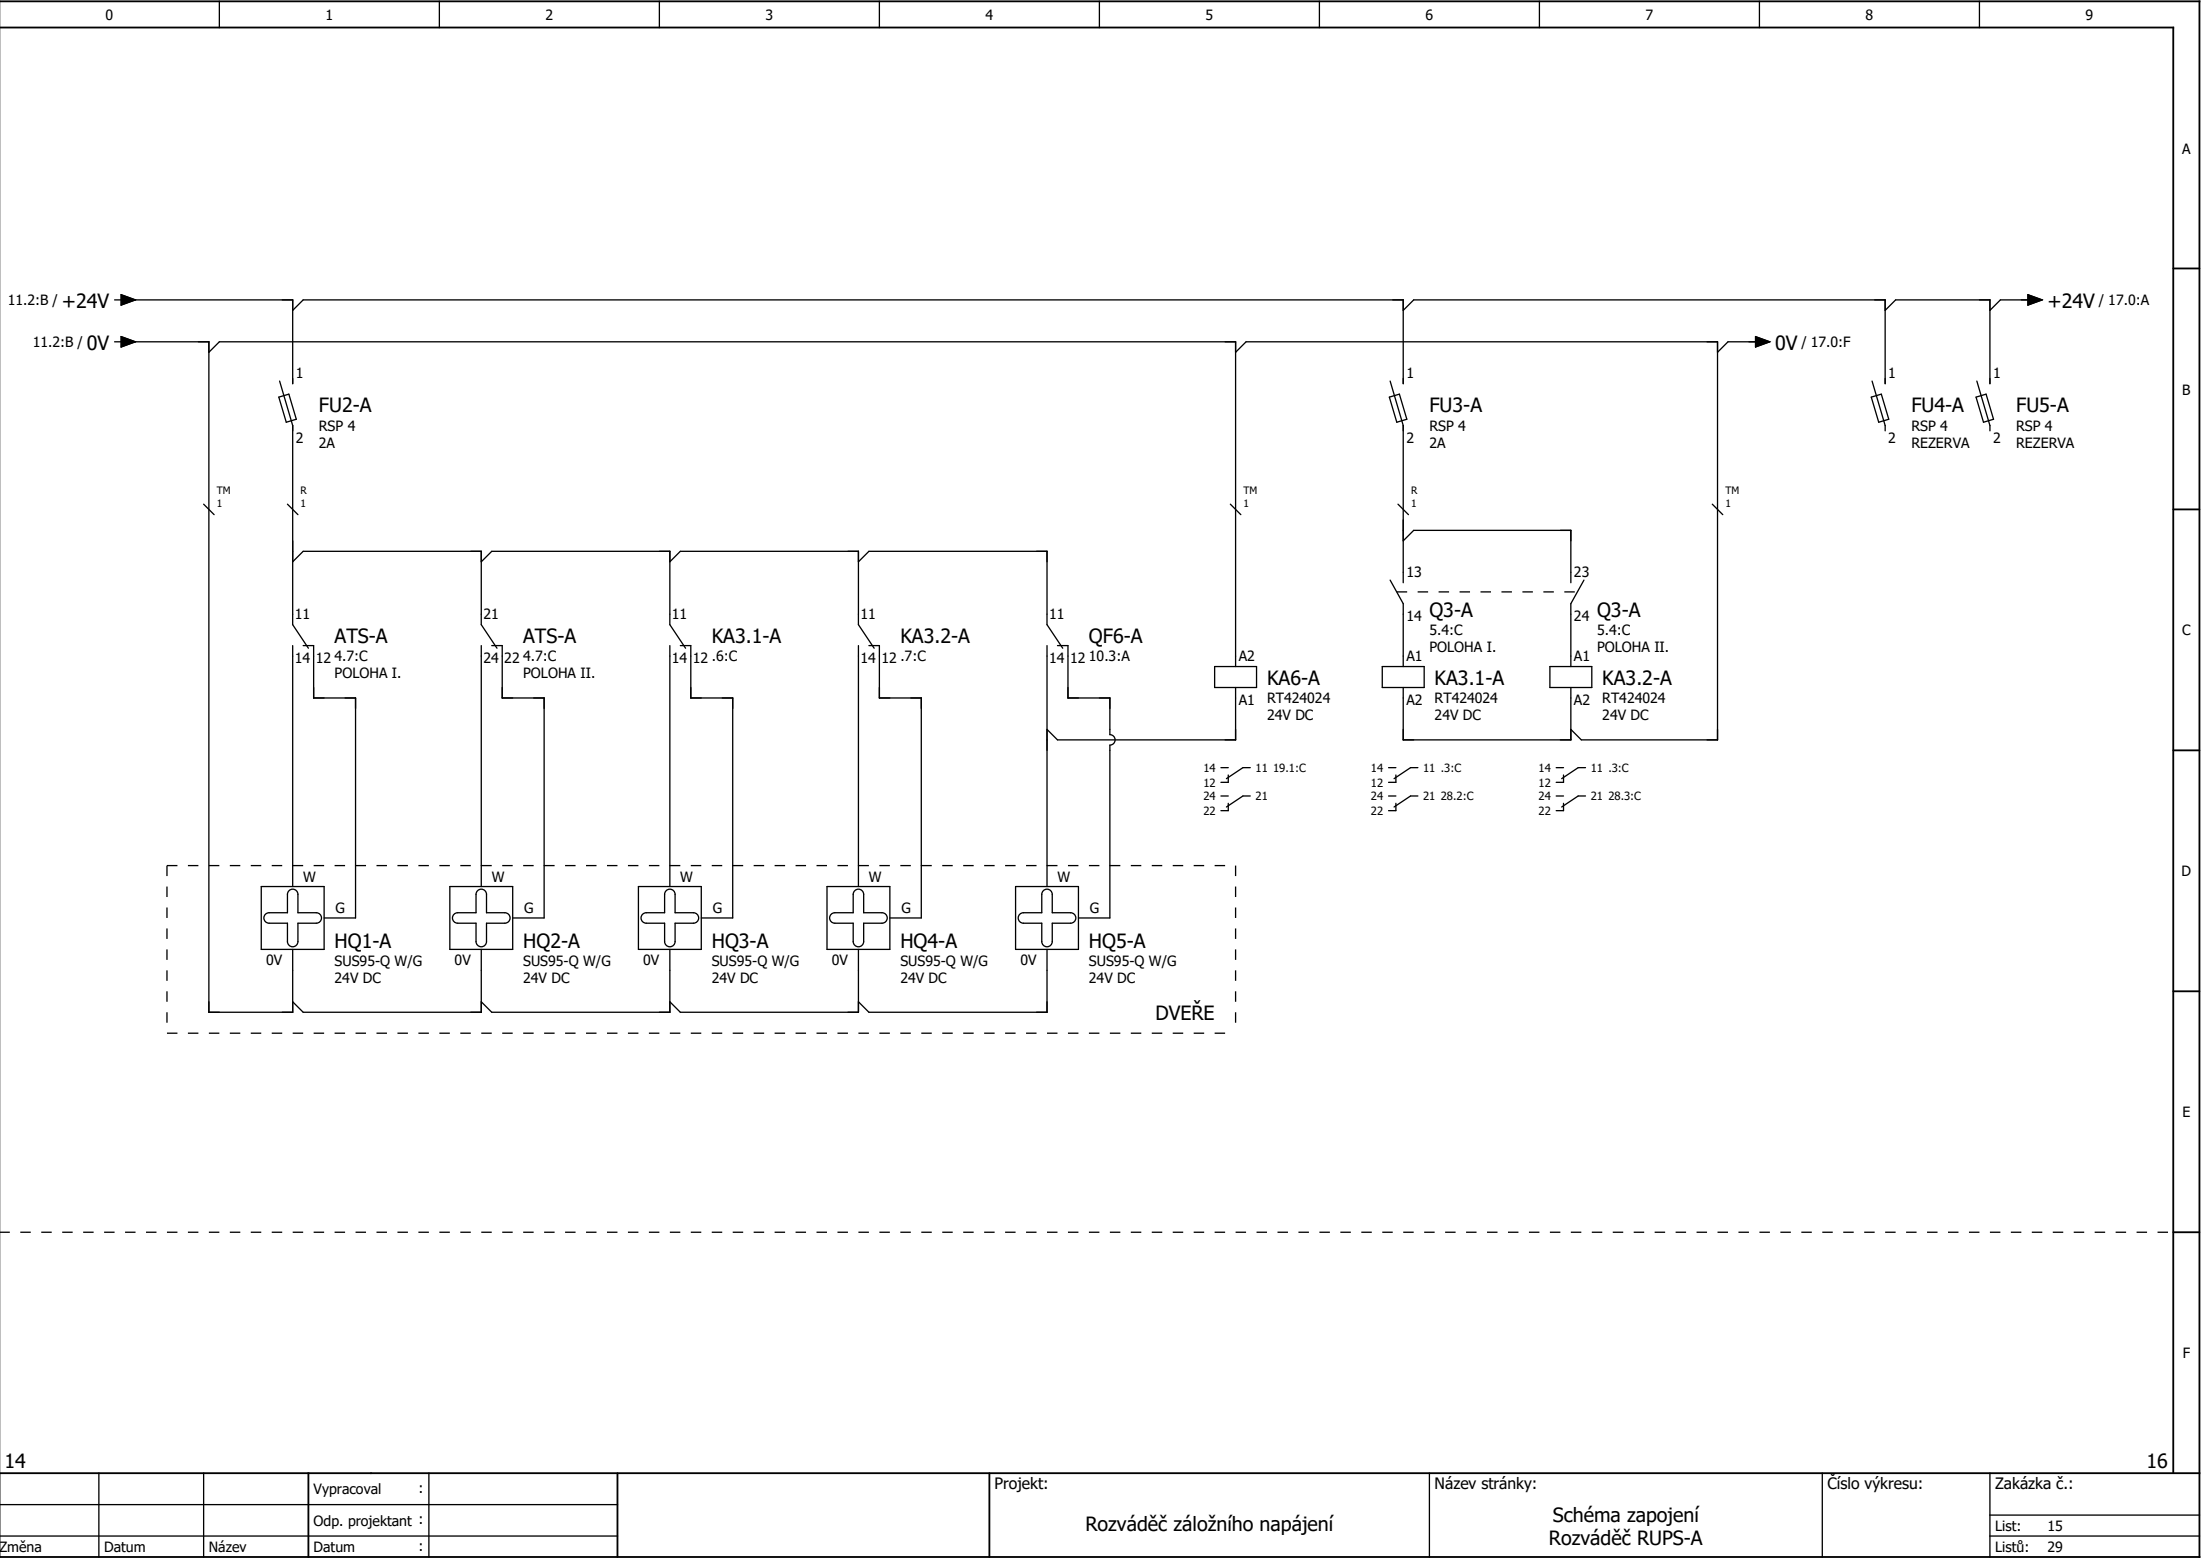 0 1 2 3 4 5 6 7 8 9
A
11.2:B / +24V
+24V / 17.0:A
11.2:B / 0V
0V / 17.0:F
B
1
FU2-A
RSP 4
2
2A
1
FU3-A
RSP 4
2
2A
1
FU4-A
RSP 4
2
REZERVA
1
FU5-A
RSP 4
2
REZERVA
TM
1
R
1
TM
1
R
1
TM
1
C
11
ATS-A
14 12 4.7:C
POLOHA I.
21
ATS-A
24 22 4.7:C
POLOHA II.
11
KA3.1-A
14 12 .6:C
11
KA3.2-A
14 12 .7:C
11
QF6-A
14 12 10.3:A
A2
KA6-A
A1 RT424024
24V DC
13
14 Q3-A
5.4:C
POLOHA I.
A1
KA3.1-A
A2 RT424024
24V DC
23
24 Q3-A
5.4:C
POLOHA II.
A1
KA3.2-A
A2 RT424024
24V DC
14 11 19.1:C
12
24 21
22
14 11 .3:C
12
24 21 28.2:C
22
14 11 .3:C
12
24 21 28.3:C
22
D
W
G
HQ1-A
0V SUS95-Q W/G
24V DC
W
G
HQ2-A
0V SUS95-Q W/G
24V DC
W
G
HQ3-A
0V SUS95-Q W/G
24V DC
W
G
HQ4-A
0V SUS95-Q W/G
24V DC
W
G
HQ5-A
0V SUS95-Q W/G
24V DC
DVEŘE
E
F
14
16
Vypracoval :
Odp. projektant :
Změna Datum Název Datum :
Projekt:
Rozváděč záložního napájení
Název stránky:
Schéma zapojení
Rozváděč RUPS-A
Číslo výkresu:
Zakázka č.:
List: 15
Listů: 29